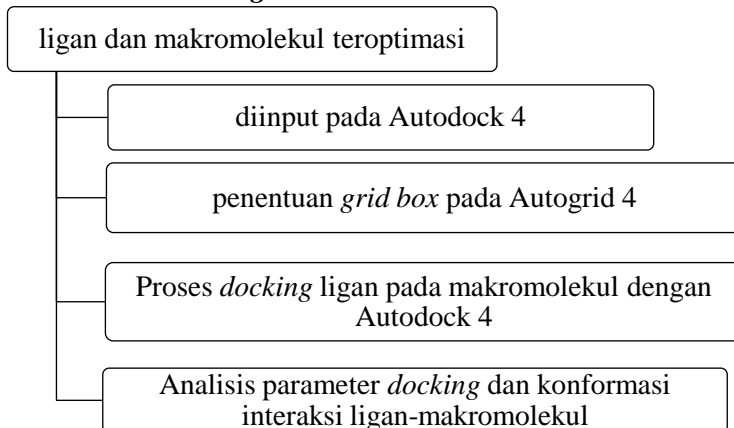 ligan dan makromolekul teroptimasi
diinput pada Autodock 4
penentuan grid box pada Autogrid 4
Proses docking ligan pada makromolekul dengan
Autodock 4
Analisis parameter docking dan konformasi
interaksi ligan-makromolekul